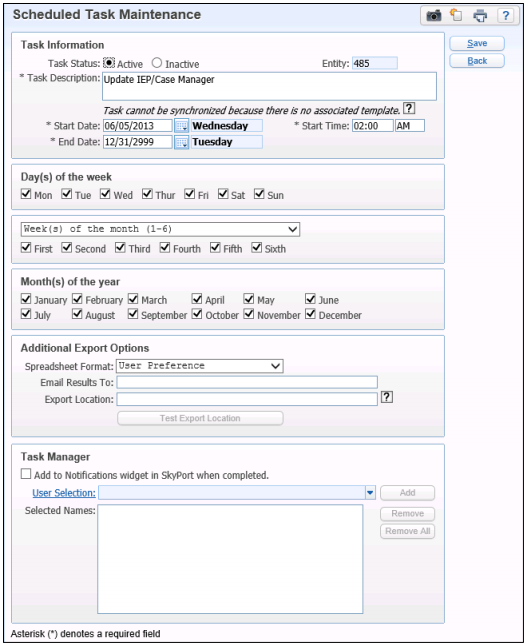 Scheduled Task Maintenance
?
Save
Back
Task Information
Task Status: Active Inactive Entity: 485
* Task Description: Update IEP/Case Manager
Task cannot be synchronized because there is no associated template. ?
* Start Date: 06/05/2013 Wednesday * Start Time: 02:00 AM
* End Date: 12/31/2999 Tuesday
Day(s) of the week
Mon Tue Wed Thur Fri Sat Sun
Week(s) of the month (1-6)
First Second Third Fourth Fifth Sixth
Month(s) of the year
January February March April May June
July August September October November December
Additional Export Options
Spreadsheet Format: User Preference
Email Results To:
Export Location: ?
Test Export Location
Task Manager
Add to Notifications widget in SkyPort when completed.
User Selection: Add
Selected Names: Remove
Remove All
Asterisk (*) denotes a required field